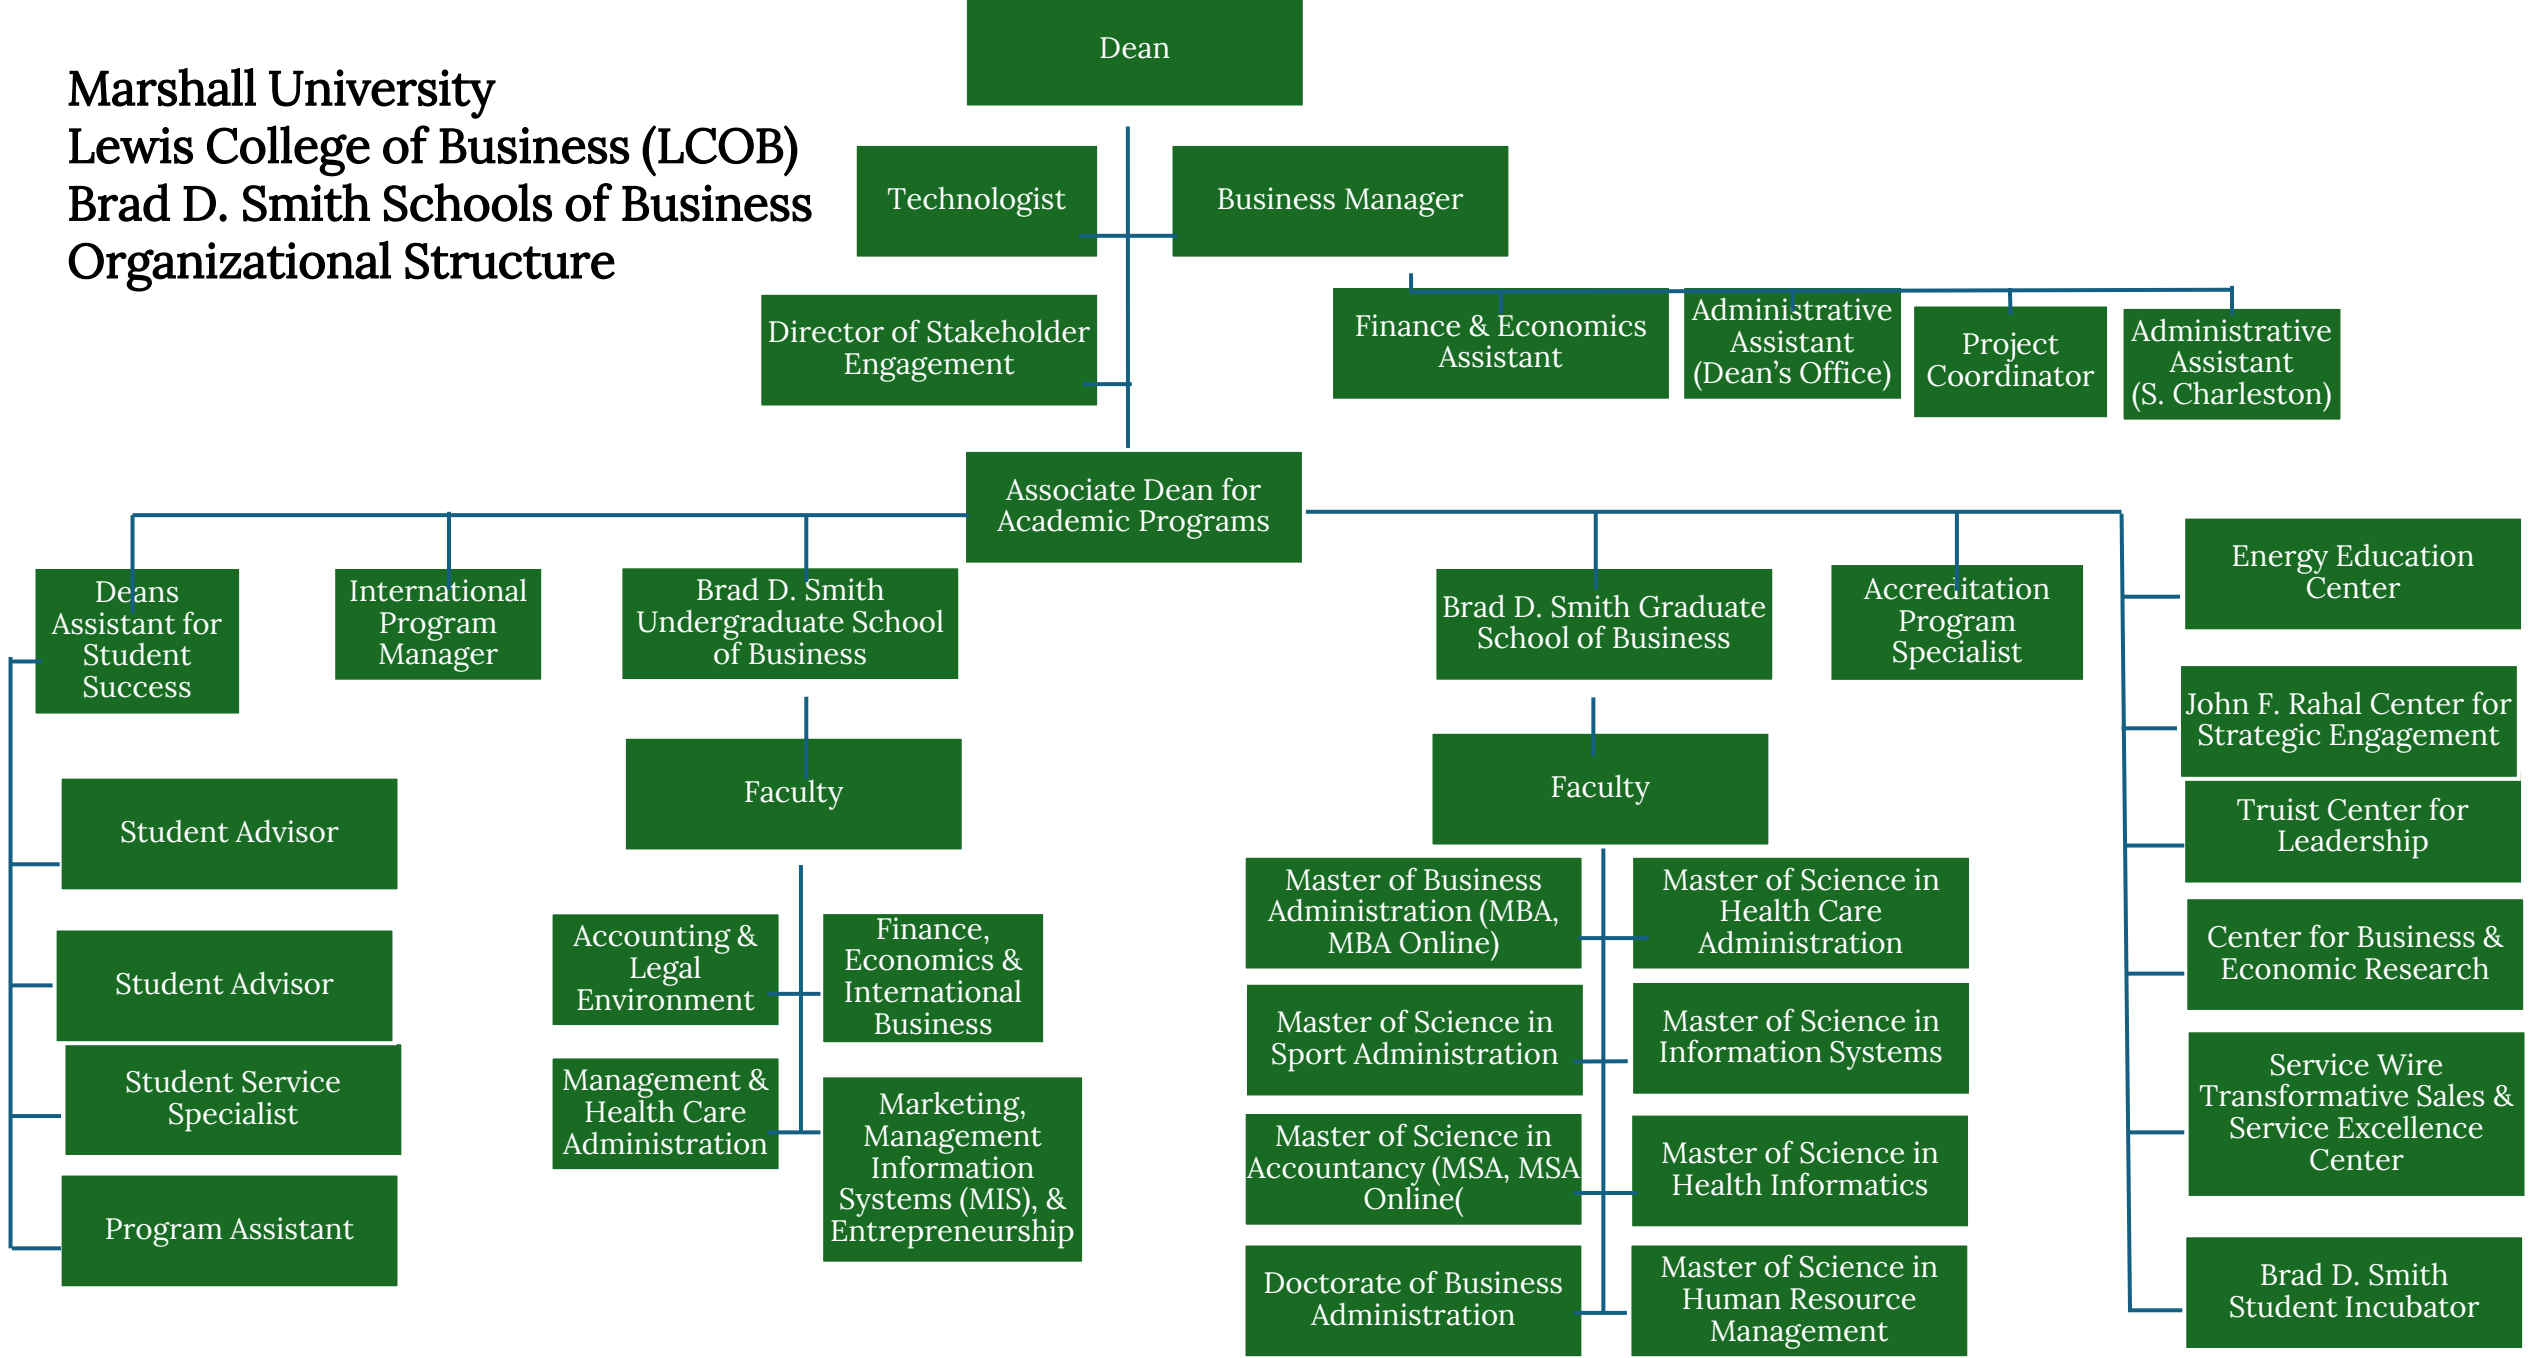 Marshall University
Lewis College of Business (LCOB)
Brad D. Smith Schools of Business
Organizational Structure
Dean
Technologist
Business Manager
Director of Stakeholder
Engagement
Finance & Economics
Assistant
Administrative
Assistant
(Dean's Office)
Project
Coordinator
Administrative
Assistant
(S. Charleston)
Associate Dean for
Academic Programs
Deans
Assistant for
Student
Success
International
Program
Manager
Brad D. Smith
Undergraduate School
of Business
Brad D. Smith Graduate
School of Business
Accreditation
Program
Specialist
Energy Education
Center
John F. Rahal Center for
Strategic Engagement
Truist Center for
Leadership
Center for Business &
Economic Research
Service Wire
Transformative Sales &
Service Excellence
Center
Brad D. Smith
Student Incubator
Student Advisor
Student Advisor
Student Service
Specialist
Program Assistant
Faculty
Accounting &
Legal
Environment
Finance,
Economics &
International
Business
Management &
Health Care
Administration
Marketing,
Management
Information
Systems (MIS), &
Entrepreneurship
Faculty
Master of Business
Administration (MBA,
MBA Online)
Master of Science in
Health Care
Administration
Master of Science in
Sport Administration
Master of Science in
Information Systems
Master of Science in
Accountancy (MSA, MSA
Online(
Master of Science in
Health Informatics
Doctorate of Business
Administration
Master of Science in
Human Resource
Management